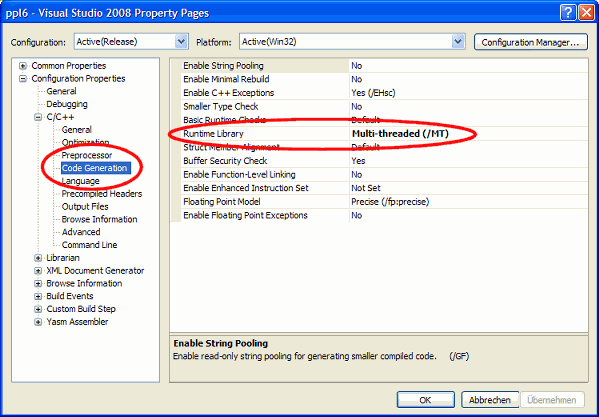 ppl6 - Visual Studio 2008 Property Pages
Configuration: Active(Release) Platform: Active(Win32) Configuration Manager...
Common Properties
Configuration Properties
General
Debugging
C/C++
General
Optimization
Preprocessor
Code Generation
Language
Precompiled Headers
Output Files
Browse Information
Advanced
Command Line
Librarian
XML Document Generator
Browse Information
Build Events
Custom Build Step
Yasm Assembler
Enable String Pooling No
Enable Minimal Rebuild No
Enable C++ Exceptions Yes (/EHsc)
Smaller Type Check No
Basic Runtime Checks Default
Runtime Library Multi-threaded (/MT)
Struct Member Alignment Default
Buffer Security Check Yes
Enable Function-Level Linking No
Enable Enhanced Instruction Set Not Set
Floating Point Model Precise (/fp:precise)
Enable Floating Point Exceptions No
Enable String Pooling
Enable read-only string pooling for generating smaller compiled code. (/GF)
OK Abbrechen Übernehmen